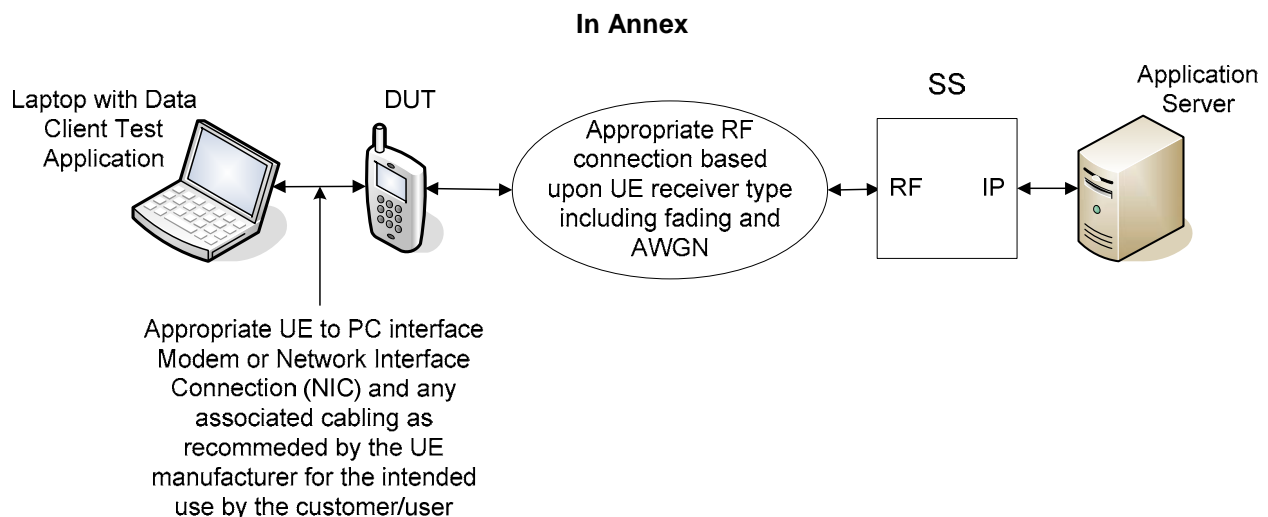 In Annex
Laptop with Data
Client Test
Application
DUT
Appropriate RF
connection based
upon UE receiver type
including fading and
AWGN
SS
RF
IP
Application
Server
Appropriate UE to PC interface
Modem or Network Interface
Connection (NIC) and any
associated cabling as
recommeded by the UE
manufacturer for the intended
use by the customer/user